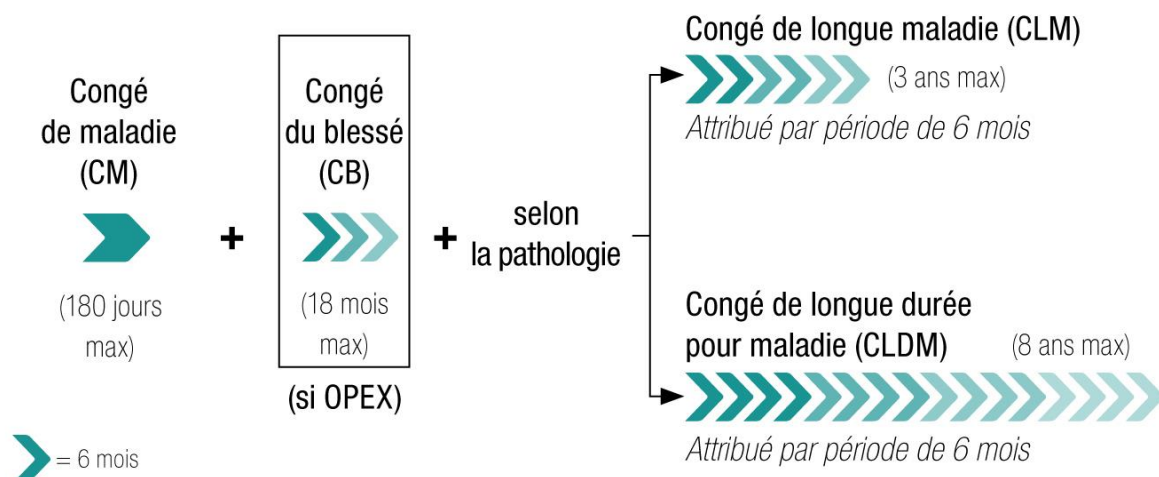 Congé
de maladie
(CM)
(180 jours
max)
+
Congé
du blessé
(CB)
(18 mois
max)
(si OPEX)
+
selon
la pathologie
Congé de longue maladie (CLM)
(3 ans max)
Attribué par période de 6 mois
Congé de longue durée
pour maladie (CLDM) (8 ans max)
Attribué par période de 6 mois
= 6 mois